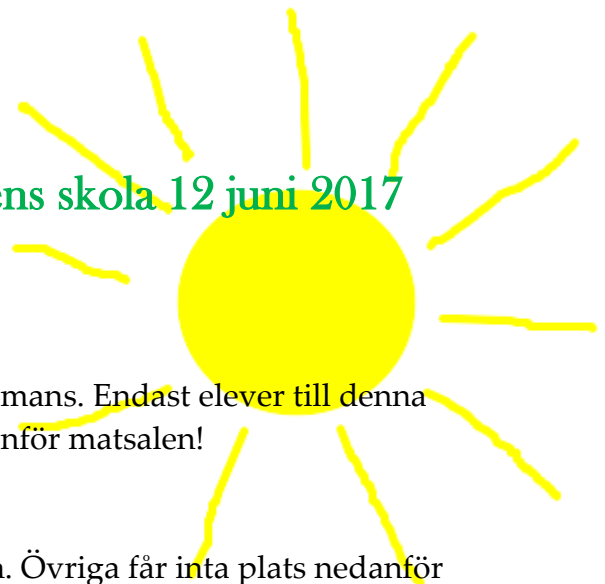 ens skola 12 juni 2017
mans. Endast elever till denna
nför matsalen!
. Övriga får inta plats nedanför